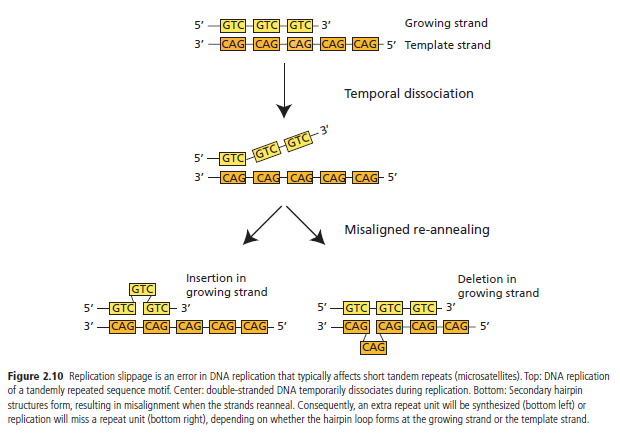 5' GTC GTC GTC 3' Growing strand
3' CAG CAG CAG CAG CAG 5' Template strand
Temporal dissociation
3'
5' GTC GTC GTC
3' CAG CAG CAG CAG CAG 5'
Misaligned re-annealing
Insertion in
growing strand
GTC
5' GTC GTC 3'
3' CAG CAG CAG CAG CAG 5'
Deletion in
growing strand
5' GTC GTC GTC 3'
3' CAG CAG CAG CAG 5'
CAG
Figure 2.10 Replication slippage is an error in DNA replication that typically affects short tandem repeats (microsatellites). Top: DNA replication
of a tandemly repeated sequence motif. Center: double-stranded DNA temporarily dissociates during replication. Bottom: Secondary hairpin
structures form, resulting in misalignment when the strands reanneal. Consequently, an extra repeat unit will be synthesized (bottom left) or
replication will miss a repeat unit (bottom right), depending on whether the hairpin loop forms at the growing strand or the template strand.